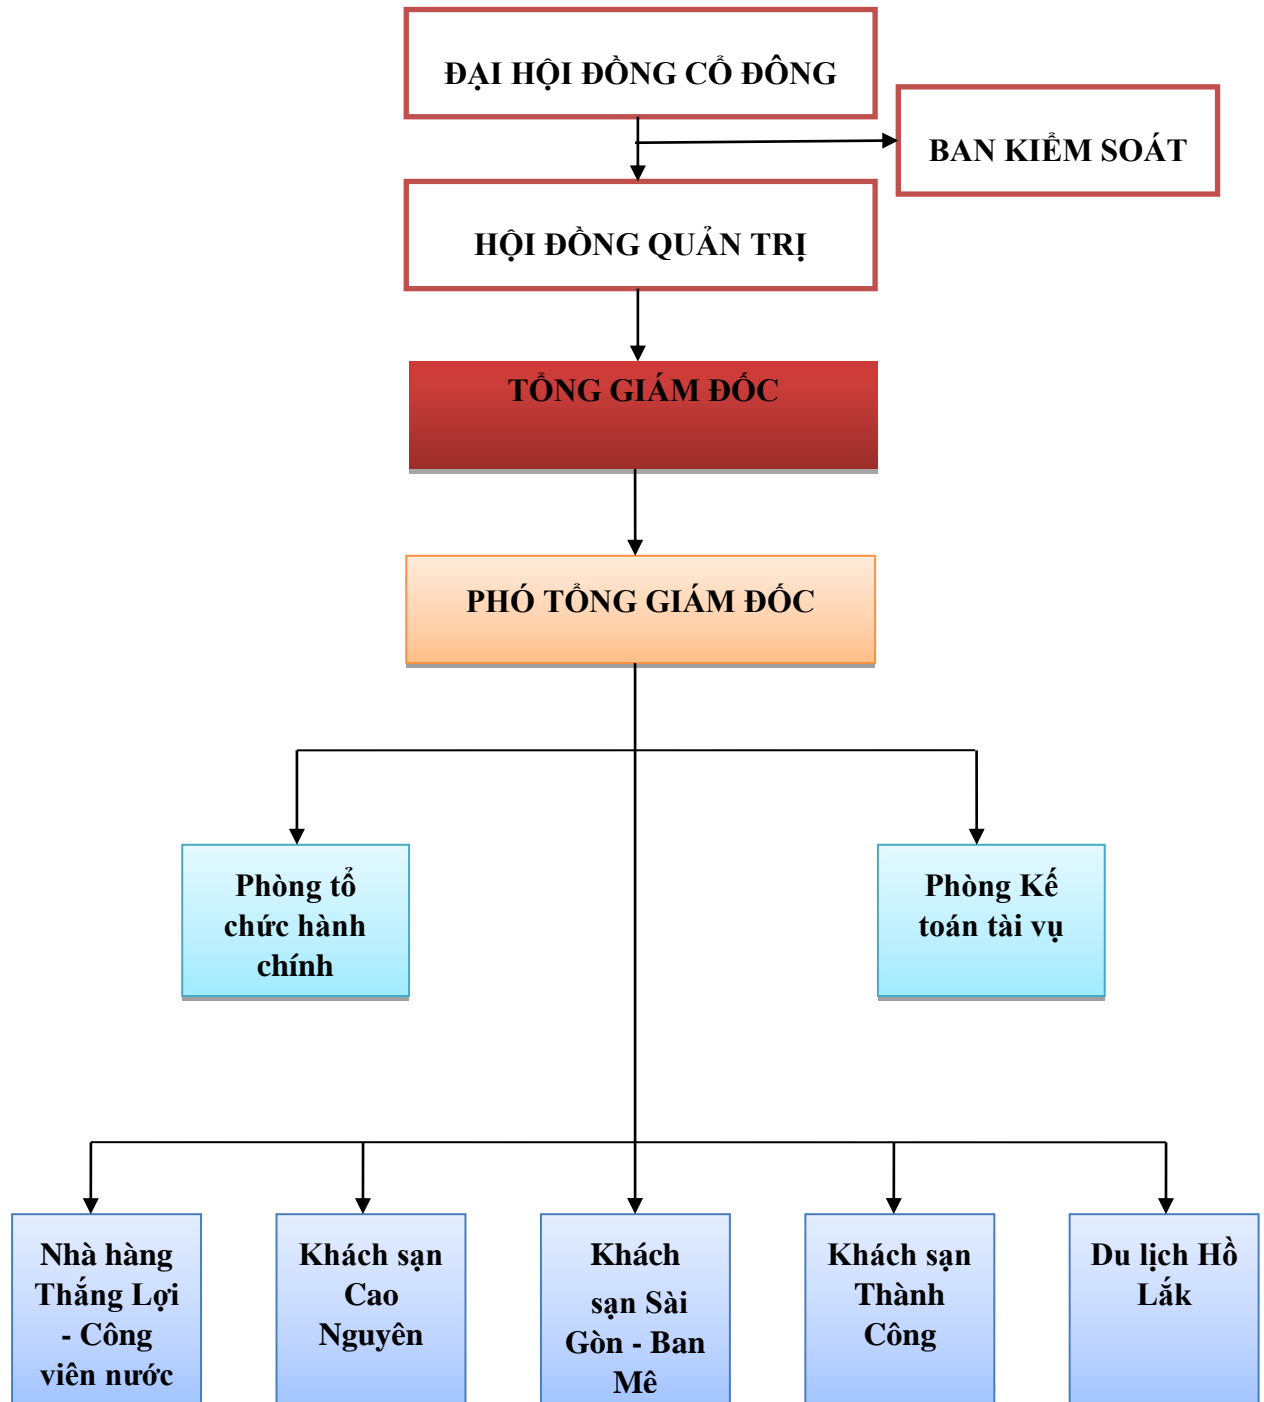 ĐẠI HỘI ĐỒNG CỔ ĐÔNG
BAN KIỂM SOÁT
HỘI ĐỒNG QUẢN TRỊ
TỔNG GIÁM ĐỐC
PHÓ TỔNG GIÁM ĐỐC
Phòng tổ
chức hành
chính
Phòng Kế
toán tài vụ
Nhà hàng
Thắng Lợi
- Công
viên nước
Khách sạn
Cao
Nguyên
Khách
sạn Sài
Gòn - Ban
Mê
Khách sạn
Thành
Công
Du lịch Hồ
Lắk